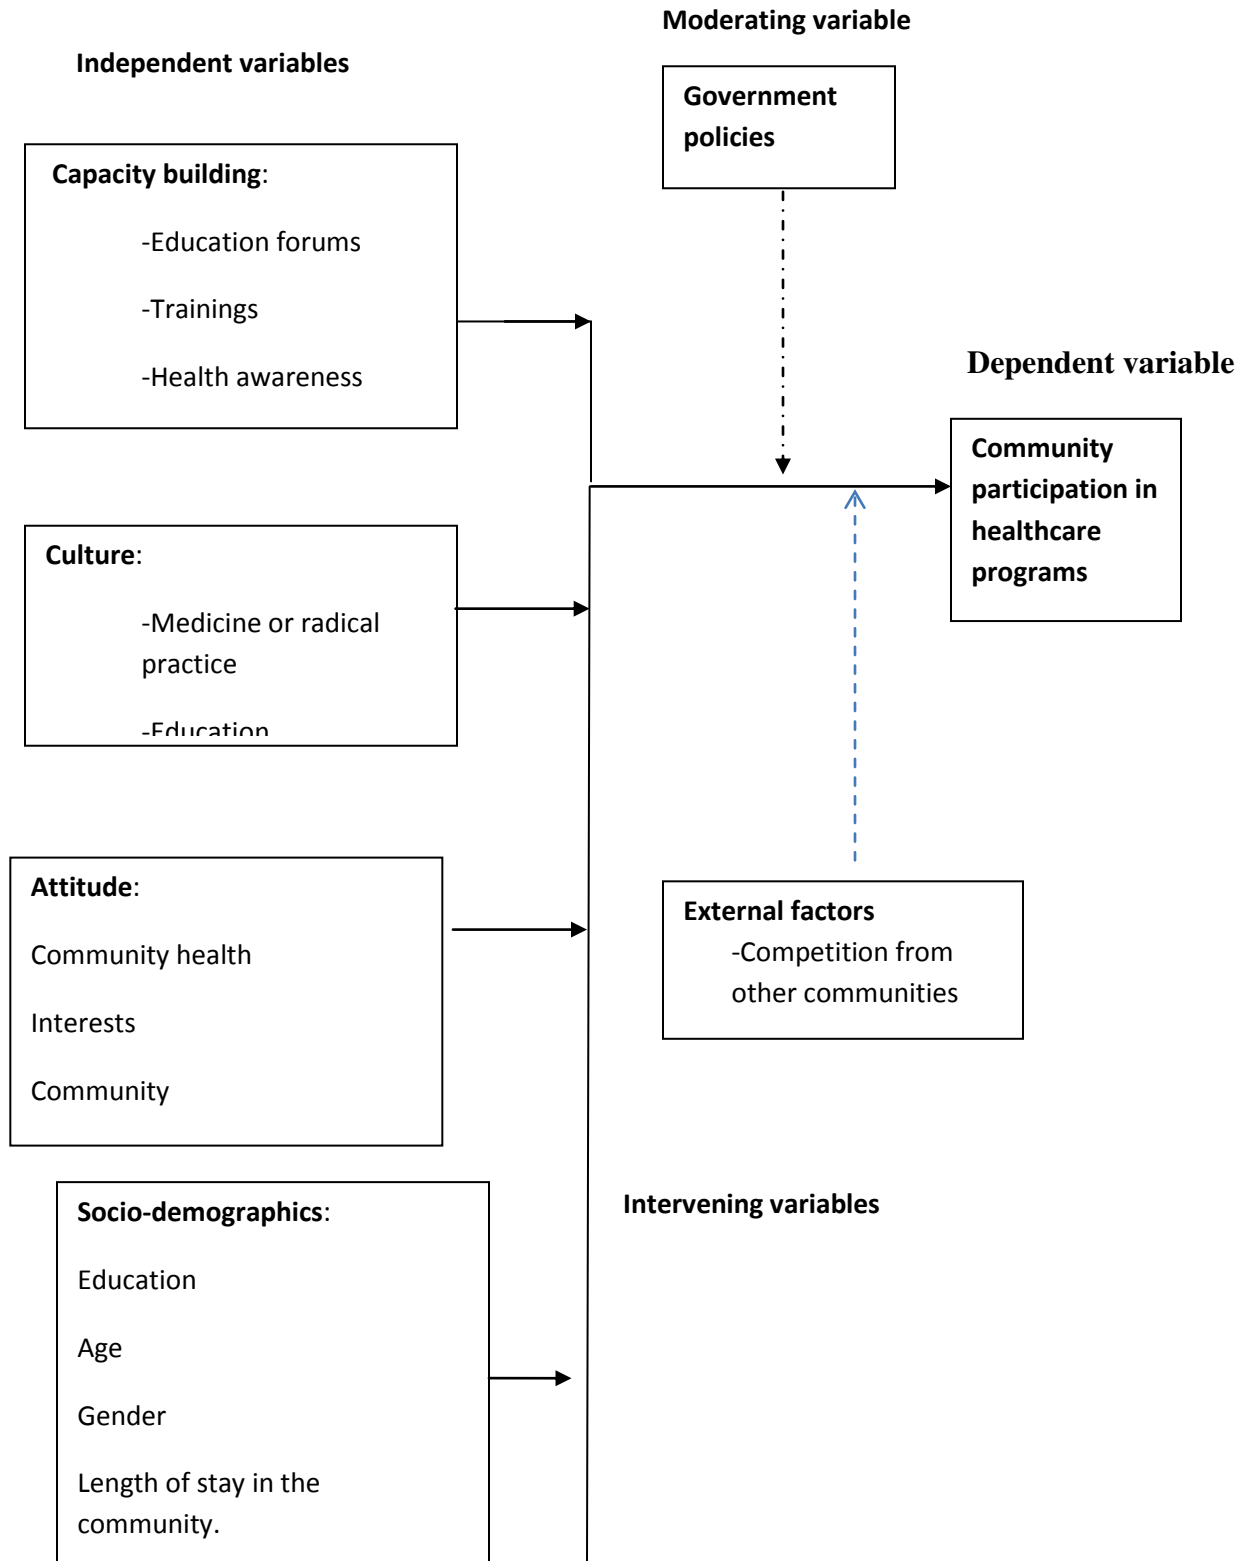 Moderating variable
Independent variables
Government
policies
Capacity building:
-Education forums
-Trainings
-Health awareness
Dependent variable
Community
participation in
healthcare
programs
Culture:
-Medicine or radical
practice
-Education
Attitude:
Community health
Interests
Community
External factors
-Competition from
other communities
Socio-demographics:
Education
Age
Gender
Length of stay in the
community.
Intervening variables